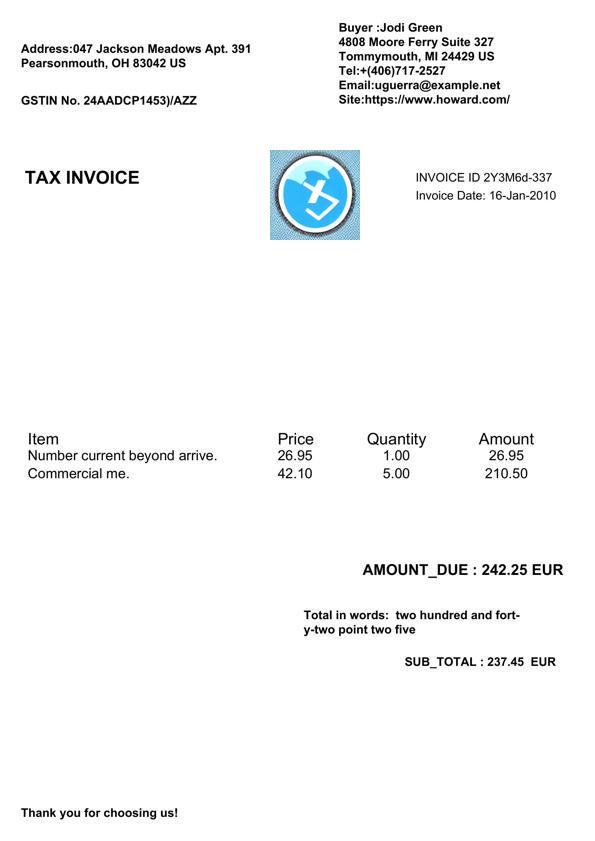 Address:047 Jackson Meadows Apt. 391
Pearsonmouth, OH 83042 US
GSTIN No. 24AADCP1453)/AZZ
Buyer :Jodi Green
4808 Moore Ferry Suite 327
Tommymouth, MI 24429 US
Tel:+(406)717-2527
Email:uguerra@example.net
Site:https://www.howard.com/
TAX INVOICE
INVOICE ID 2Y3M6d-337
Invoice Date: 16-Jan-2010
Item Price Quantity Amount
Number current beyond arrive. 26.95 1.00 26.95
Commercial me. 42.10 5.00 210.50
AMOUNT_DUE : 242.25 EUR
Total in words: two hundred and fort-
y-two point two five
SUB_TOTAL : 237.45 EUR
Thank you for choosing us!